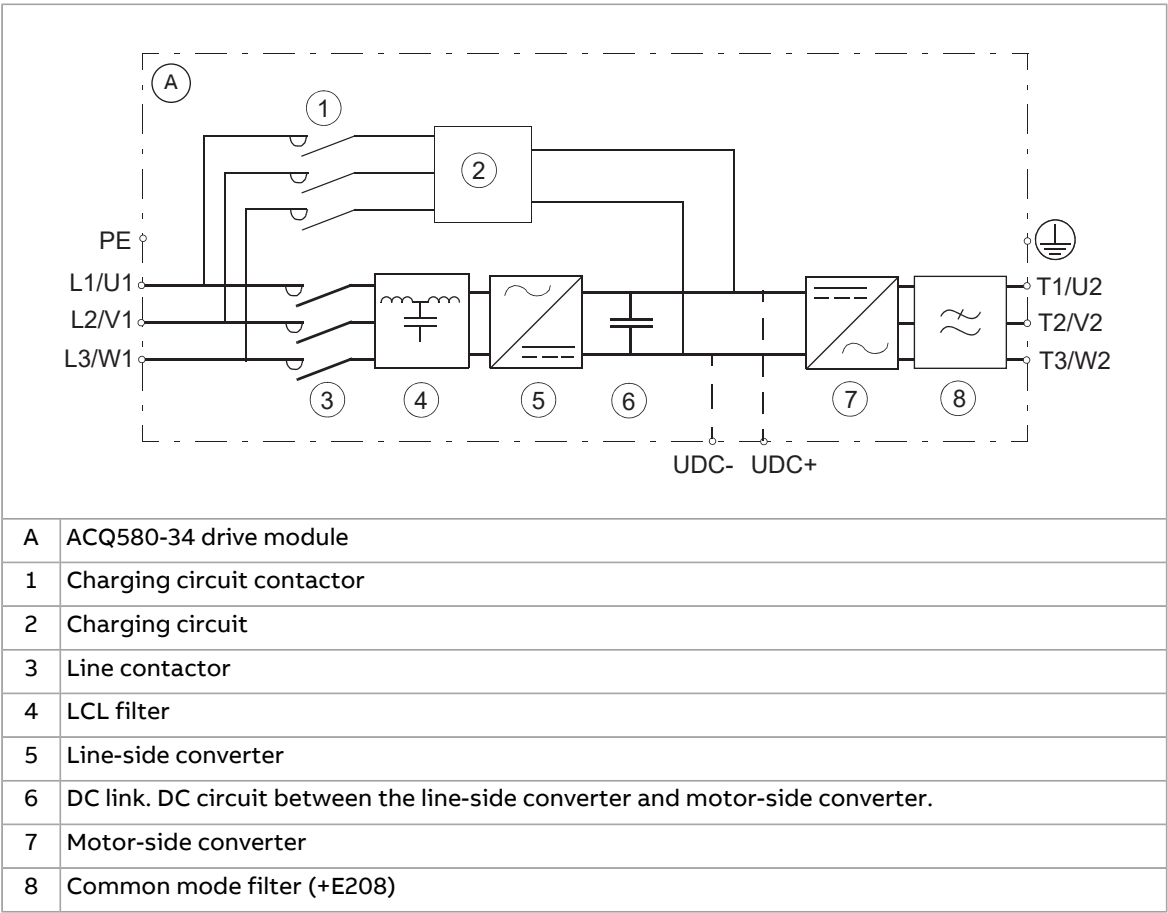 A
1
2
PE
L1/U1
T1/U2
L2/V1
T2/V2
L3/W1
T3/W2
3
4
5
6
7
8
UDC- UDC+
A ACQ580-34 drive module
1 Charging circuit contactor
2 Charging circuit
3 Line contactor
4 LCL filter
5 Line-side converter
6 DC link. DC circuit between the line-side converter and motor-side converter.
7 Motor-side converter
8 Common mode filter (+E208)